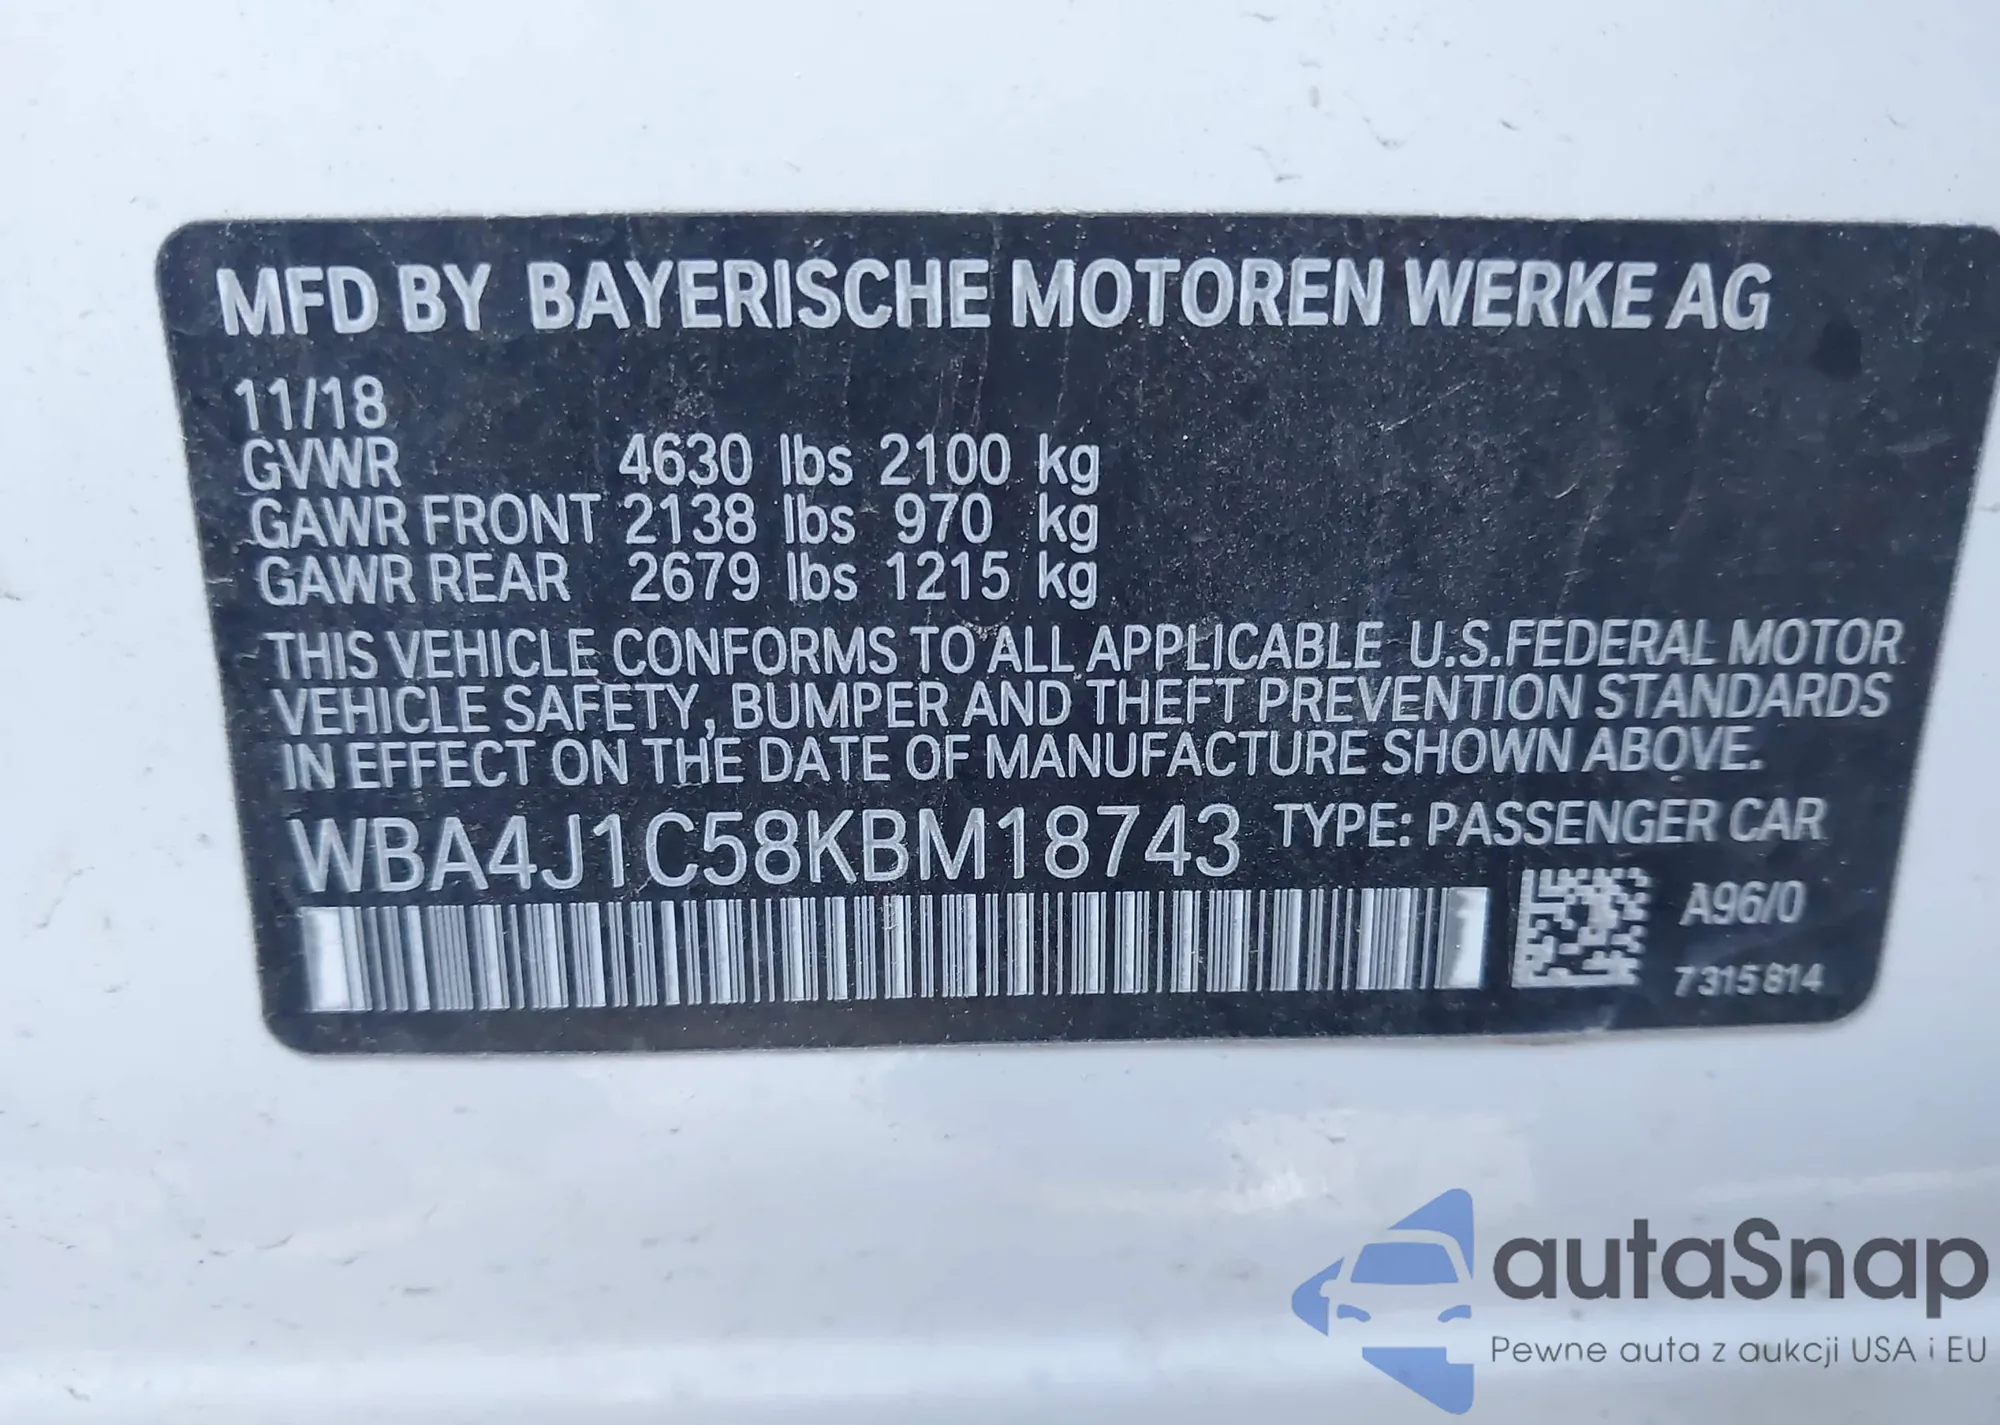 MFD BY BAYERISCHE MOTOREN WERKE AG
11/18
GVWR 4630 lbs 2100 kg
GAWR FRONT 2138 lbs 970 kg
GAWR REAR 2679 lbs 1215 kg
THIS VEHICLE CONFORMS TO ALL APPLICABLE U.S.FEDERAL MOTOR
VEHICLE SAFETY, BUMPER AND THEFT PREVENTION STANDARDS
IN EFFECT ON THE DATE OF MANUFACTURE SHOWN ABOVE.
WBA4J1C58KBM18743 TYPE: PASSENGER CAR
A96/0
7315814
autaSnap
Pewne auta z aukcji USA i EU